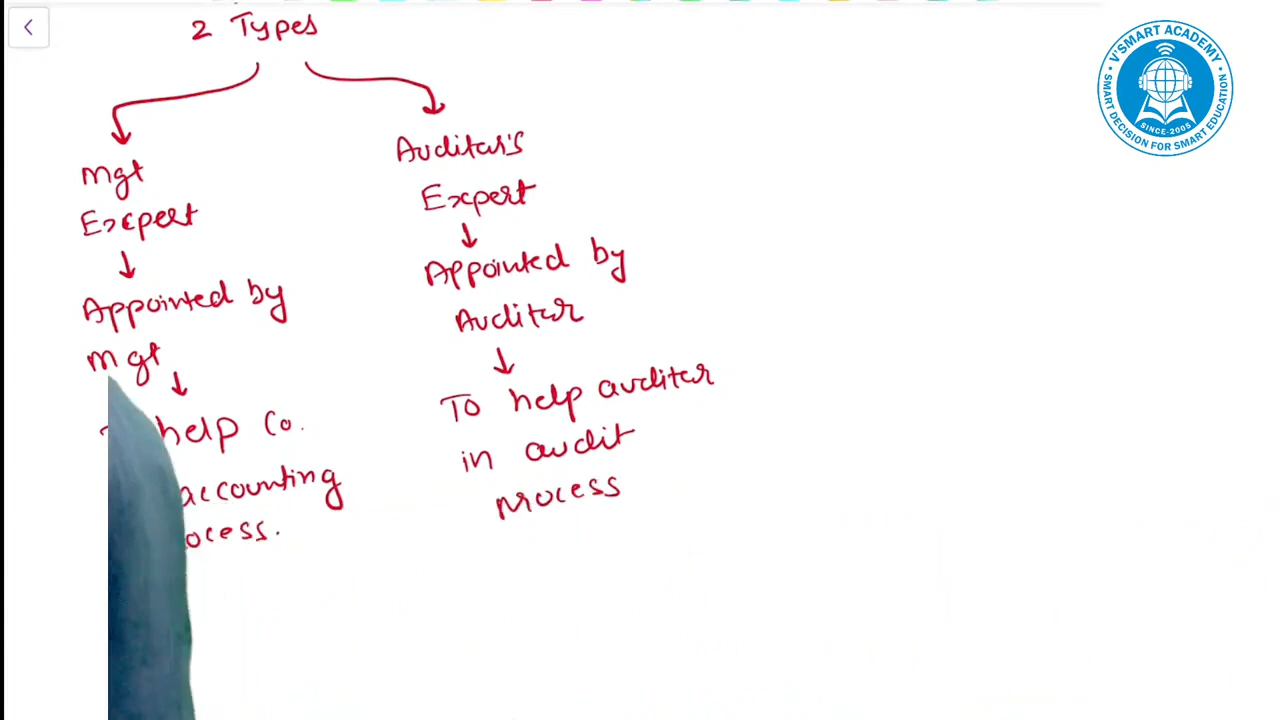 2 Types
Mgt
Expert
Appointed by
Mgt
help Co.
accounting
Auditor's
Expert
Appointed by
Auditor
To help auditor
in audit
process
V'SMART ACADEMY
SINCE-2005
SMART DECISION FOR SMART EDUCATION